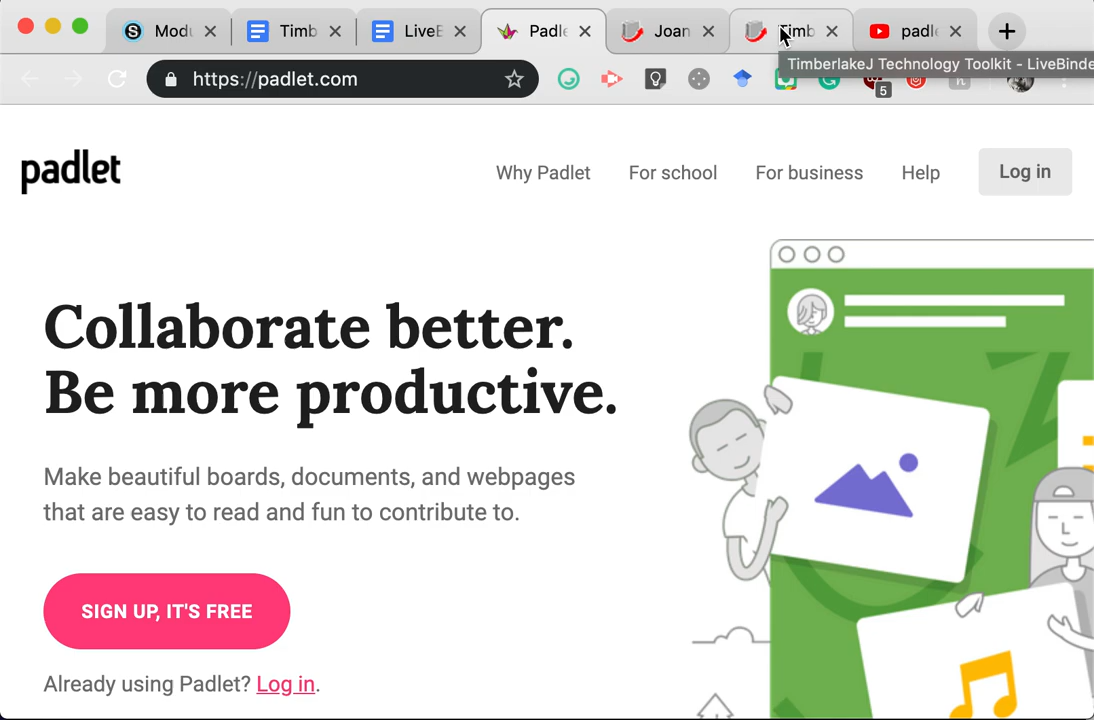 Modu
Timb
LiveB
Padle
Joan
Timb
padle
https://padlet.com
TimberlakeJ Technology Toolkit - LiveBinde
5
padlet
Why Padlet
For school
For business
Help
Log in
Collaborate better.
Be more productive.
Make beautiful boards, documents, and webpages
that are easy to read and fun to contribute to.
SIGN UP, IT'S FREE
Already using Padlet? Log in.